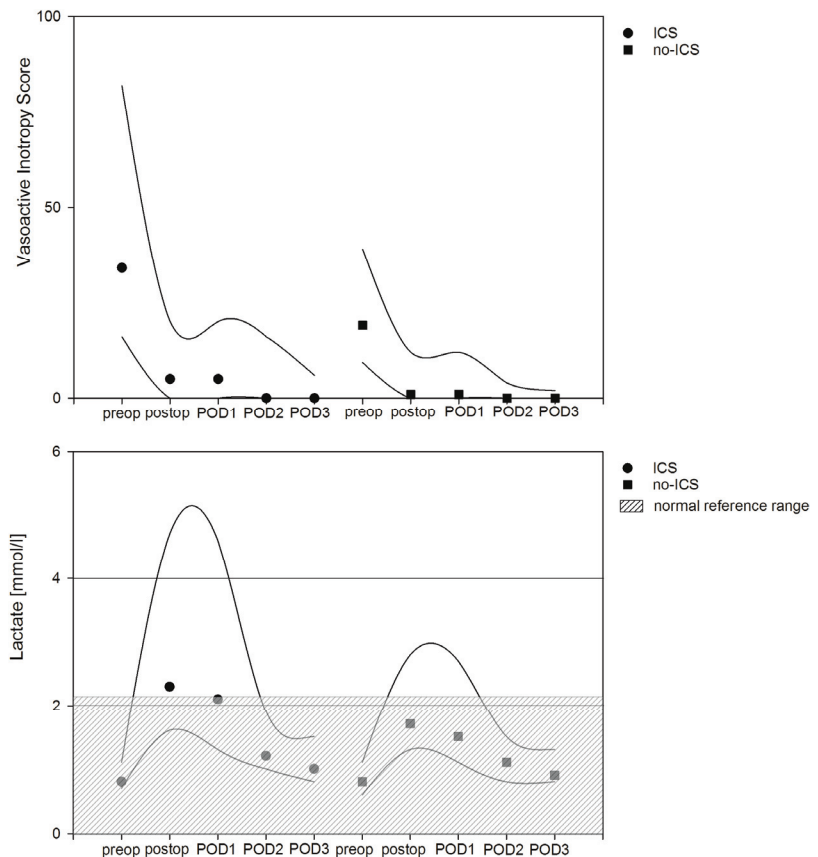 100
50
0
Vasoactive Inotropy Score
preop postop POD1 POD2 POD3 preop postop POD1 POD2 POD3
ICS
no-ICS
6
4
2
0
Lactate [mmol/l]
preop postop POD1 POD2 POD3 preop postop POD1 POD2 POD3
ICS
no-ICS
normal reference range